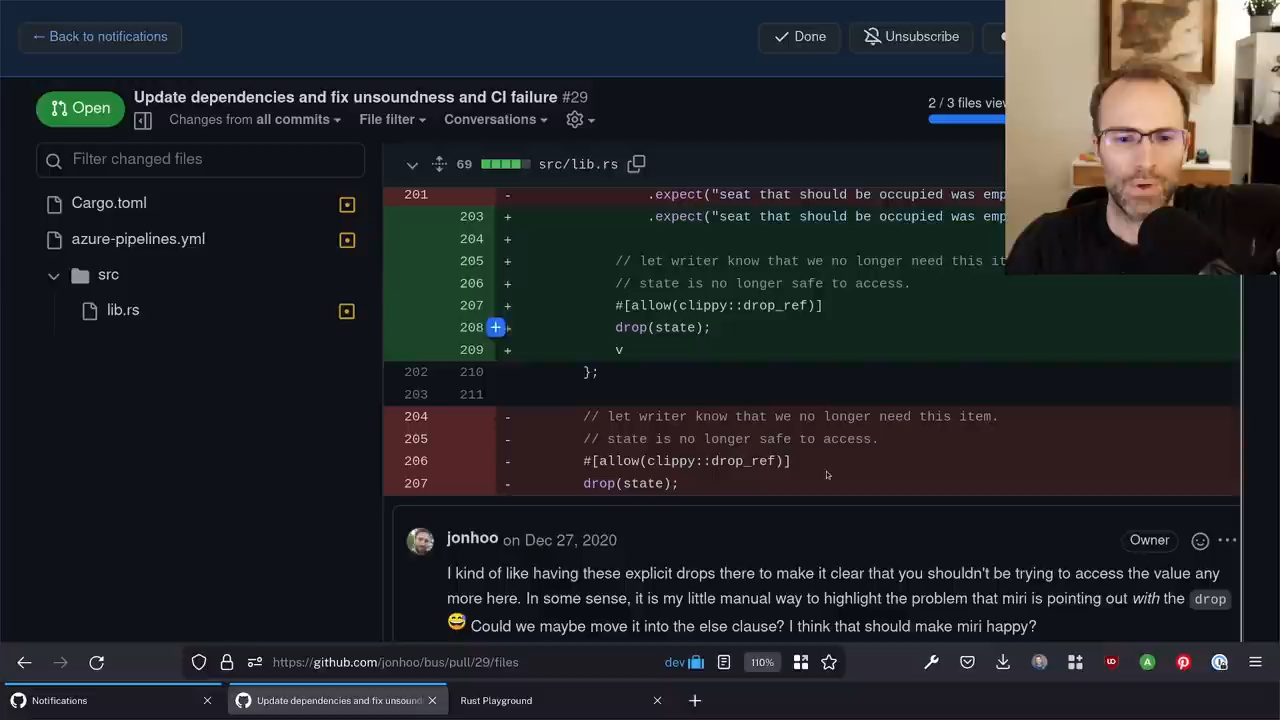 ← Back to notifications
Done
Unsubscribe
Open
Update dependencies and fix unsoundness and CI failure #29
Changes from all commits
File filter
Conversations
2 / 3 files view
Filter changed files
Cargo.toml
azure-pipelines.yml
src
lib.rs
69 src/lib.rs
201 - .expect("seat that should be occupied was emp
203 + .expect("seat that should be occupied was emp
204 +
205 + // let writer know that we no longer need this it
206 + // state is no longer safe to access.
207 + #[allow(clippy::drop_ref)]
208 + drop(state);
209 + v
202 210 };
203 211
204 - // let writer know that we no longer need this item.
205 - // state is no longer safe to access.
206 - #[allow(clippy::drop_ref)]
207 - drop(state);
jonhoo on Dec 27, 2020
Owner
I kind of like having these explicit drops there to make it clear that you shouldn't be trying to access the value any
more here. In some sense, it is my little manual way to highlight the problem that miri is pointing out with the drop
😅 Could we maybe move it into the else clause? I think that should make miri happy?
https://github.com/jonhoo/bus/pull/29/files
dev
110%
Notifications
Update dependencies and fix unsound
Rust Playground